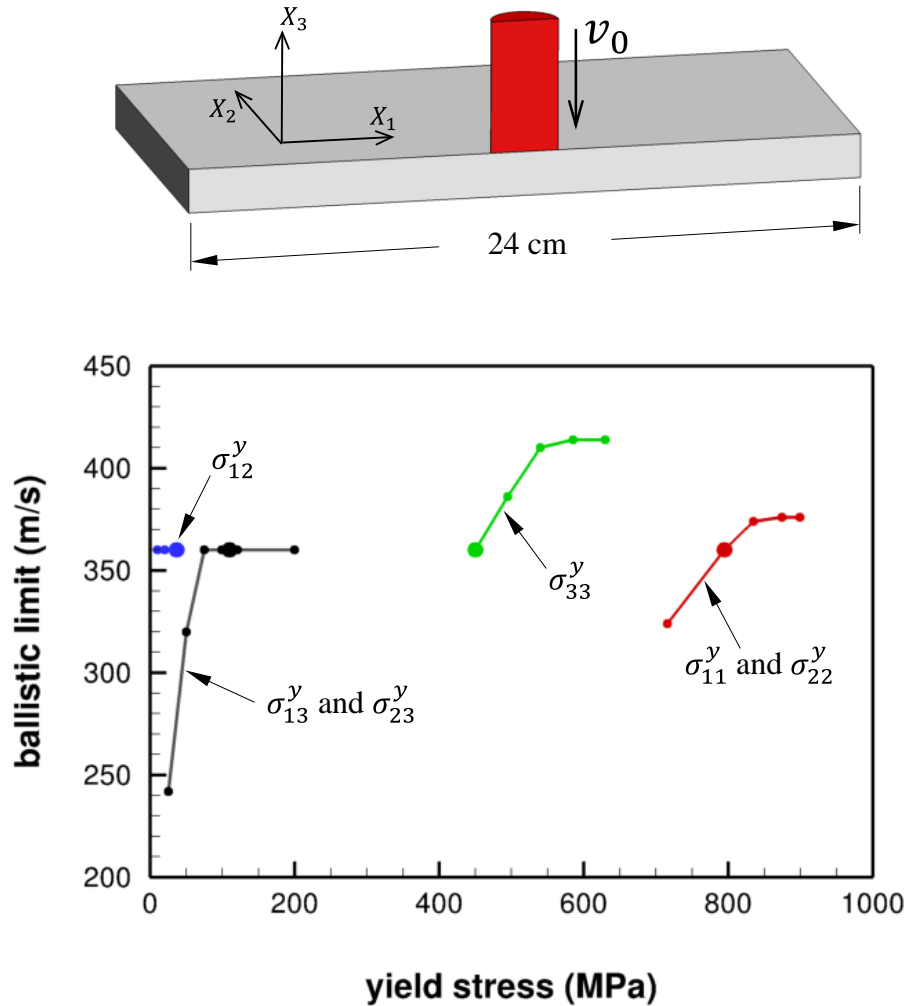 X₃
v₀
X₂
X₁
24 cm
450
400
350
300
250
200
ballistic limit (m/s)
σ₁₂ʸ
σ₃₃ʸ
σ₁₁ʸ and σ₂₂ʸ
σ₁₃ʸ and σ₂₃ʸ
0 200 400 600 800 1000
yield stress (MPa)